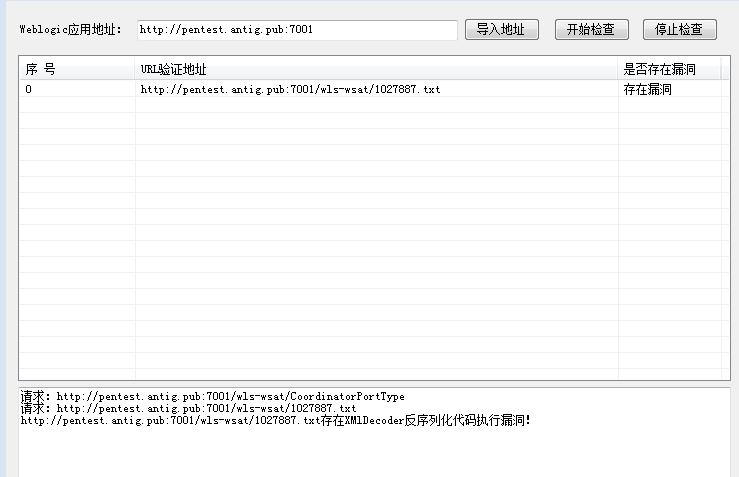 Weblogic应用地址: http://pentest.antig.pub:7001 导入地址 开始检查 停止检查
序 号 URL验证地址 是否存在漏洞
0 http://pentest.antig.pub:7001/wls-wsat/1027887.txt 存在漏洞
请求: http://pentest.antig.pub:7001/wls-wsat/CoordinatorPortType
请求: http://pentest.antig.pub:7001/wls-wsat/1027887.txt
http://pentest.antig.pub:7001/wls-wsat/1027887.txt存在XMlDecoder反序列化代码执行漏洞!